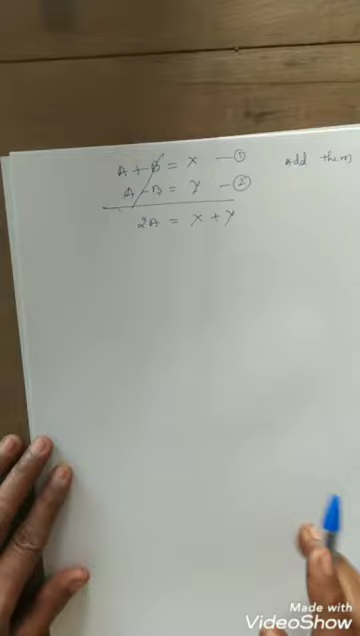 A + B = x — ① Add them
A - B = y — ②
2A = x + y
Made with
VideoShow